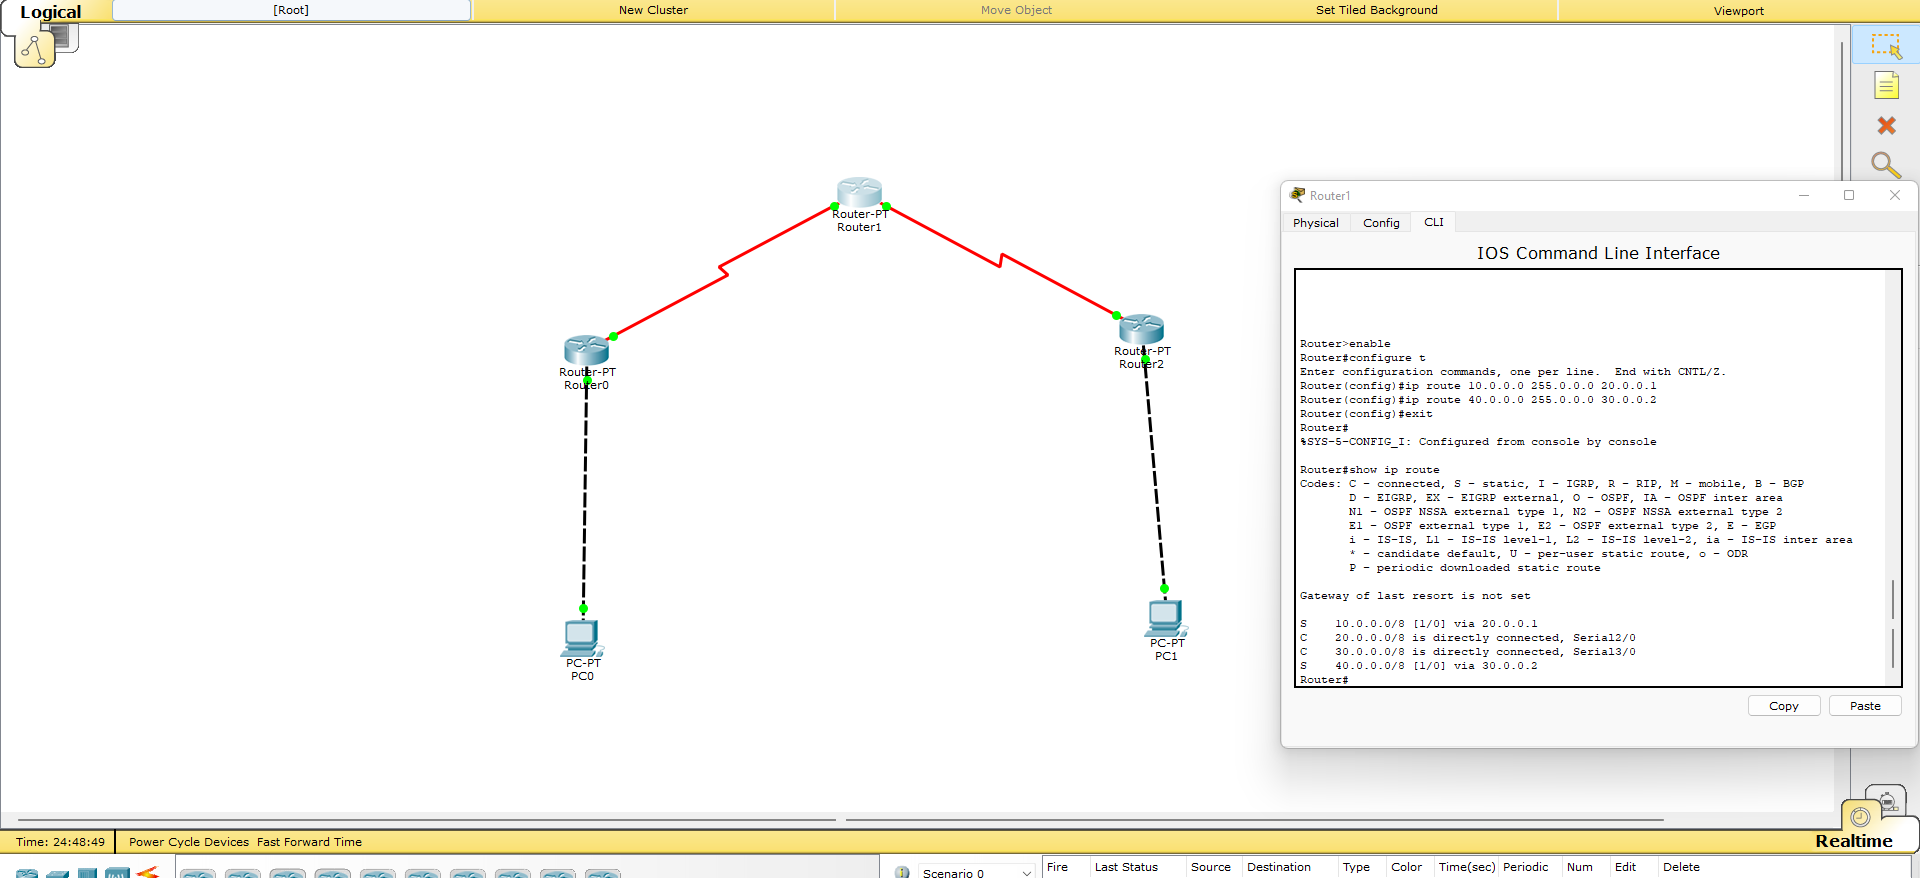 Logical
[Root]
New Cluster
Move Object
Set Tiled Background
Viewport
Router-PT
Router1
Router-PT
Router0
Router-PT
Router2
PC-PT
PC0
PC-PT
PC1
Router1
Physical
Config
CLI
IOS Command Line Interface
Router>enable
Router#configure t
Enter configuration commands, one per line.  End with CNTL/Z.
Router(config)#ip route 10.0.0.0 255.0.0.0 20.0.0.1
Router(config)#ip route 40.0.0.0 255.0.0.0 30.0.0.2
Router(config)#exit
Router#
%SYS-5-CONFIG_I: Configured from console by console
Router#show ip route
Codes: C - connected, S - static, I - IGRP, R - RIP, M - mobile, B - BGP
D - EIGRP, EX - EIGRP external, O - OSPF, IA - OSPF inter area
N1 - OSPF NSSA external type 1, N2 - OSPF NSSA external type 2
E1 - OSPF external type 1, E2 - OSPF external type 2, E - EGP
i - IS-IS, L1 - IS-IS level-1, L2 - IS-IS level-2, ia - IS-IS inter area
* - candidate default, U - per-user static route, o - ODR
P - periodic downloaded static route
Gateway of last resort is not set
S    10.0.0.0/8 [1/0] via 20.0.0.1
C    20.0.0.0/8 is directly connected, Serial2/0
C    30.0.0.0/8 is directly connected, Serial3/0
S    40.0.0.0/8 [1/0] via 30.0.0.2
Router#
Copy
Paste
Time: 24:48:49
Power Cycle Devices  Fast Forward Time
Realtime
Scenario 0
Fire
Last Status
Source
Destination
Type
Color
Time(sec)
Periodic
Num
Edit
Delete